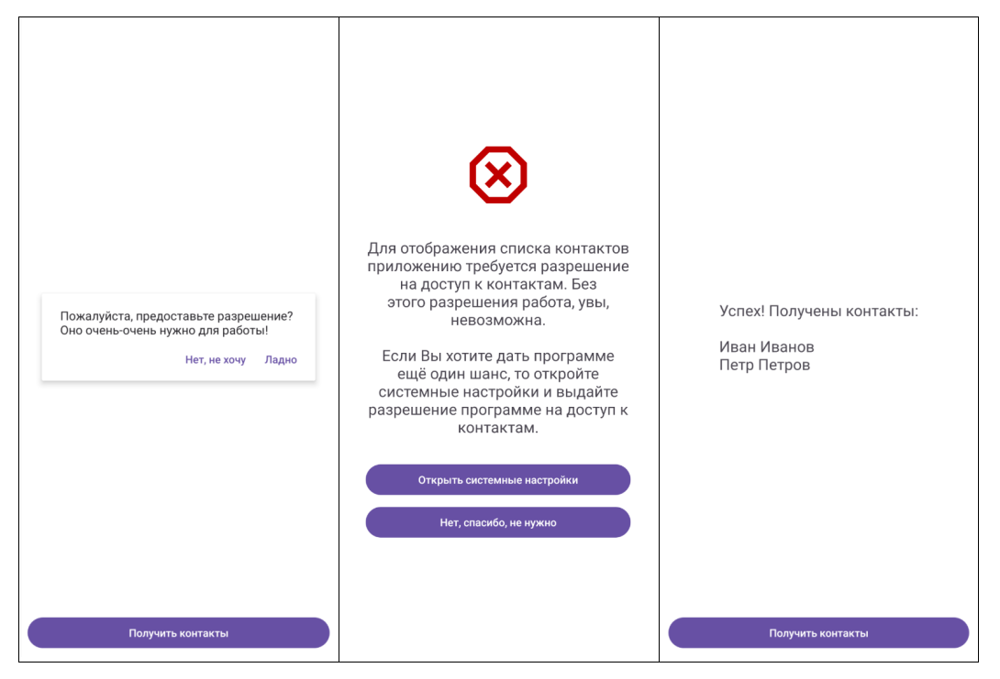 Пожалуйста, предоставьте разрешение?
Оно очень-очень нужно для работы!
Нет, не хочу Ладно
Получить контакты
Для отображения списка контактов
приложению требуется разрешение
на доступ к контактам. Без
этого разрешения работа, увы,
невозможна.
Если Вы хотите дать программе
ещё один шанс, то откройте
системные настройки и выдайте
разрешение программе на доступ к
контактам.
Открыть системные настройки
Нет, спасибо, не нужно
Успех! Получены контакты:
Иван Иванов
Петр Петров
Получить контакты